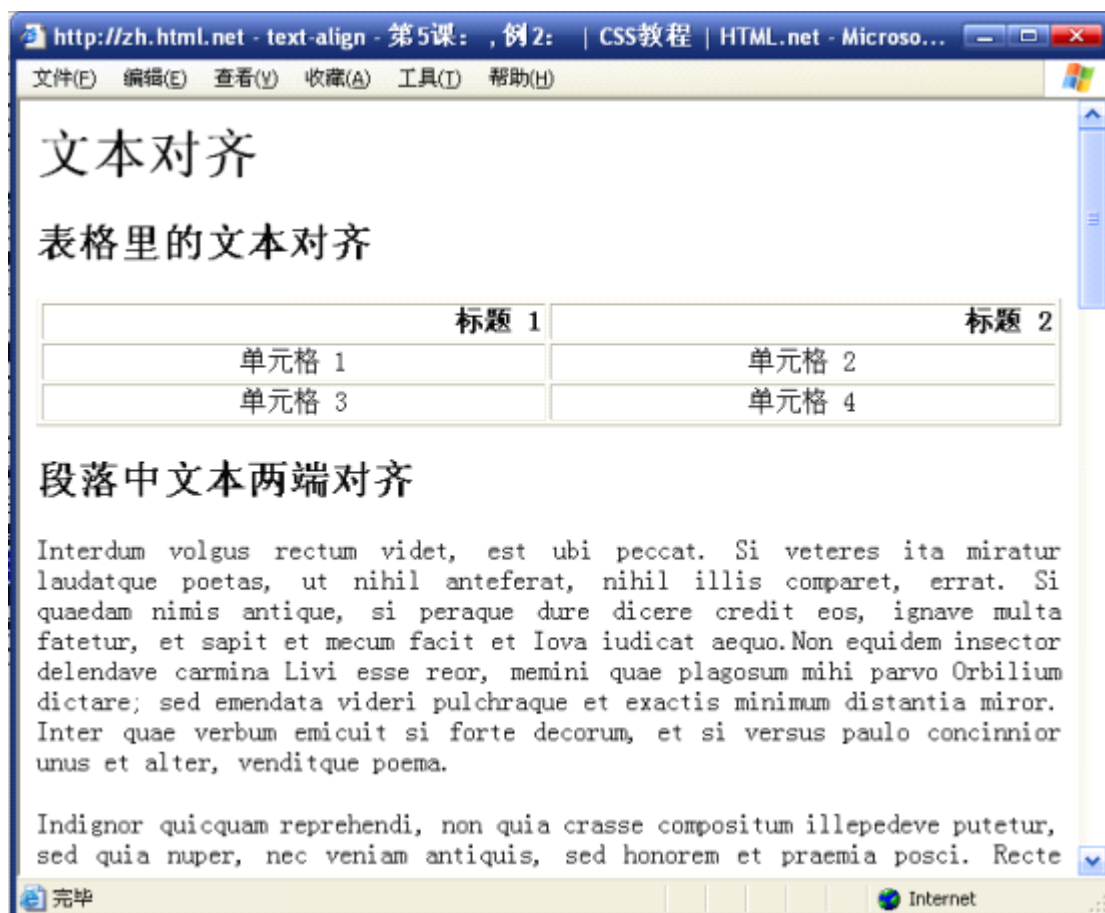 http://zh.html.net - text-align - 第5课： ，例2： | CSS教程 | HTML.net - Microso...
文件(F) 编辑(E) 查看(V) 收藏(A) 工具(T) 帮助(H)
文本对齐
表格里的文本对齐
标题 1 标题 2
单元格 1 单元格 2
单元格 3 单元格 4
段落中文本两端对齐
Interdum volgus rectum videt, est ubi peccat. Si veteres ita miratur
laudatque poetas, ut nihil anteferat, nihil illis comparet, errat. Si
quaedam nimis antique, si peraque dure dicere credit eos, ignave multa
fatetur, et sapit et mecum facit et Iova iudicat aequo.Non equidem insector
delendave carmina Livi esse reor, memini quae plagosum mihi parvo Orbilium
dictare; sed emendata videri pulchraque et exactis minimum distantia miror.
Inter quae verbum emicuit si forte decorum, et si versus paulo concinnior
unus et alter, venditque poema.
Indignor quicquam reprehendi, non quia crasse compositum illepedeve putetur,
sed quia nuper, nec veniam antiquis, sed honorem et praemia posci. Recte
完毕 Internet